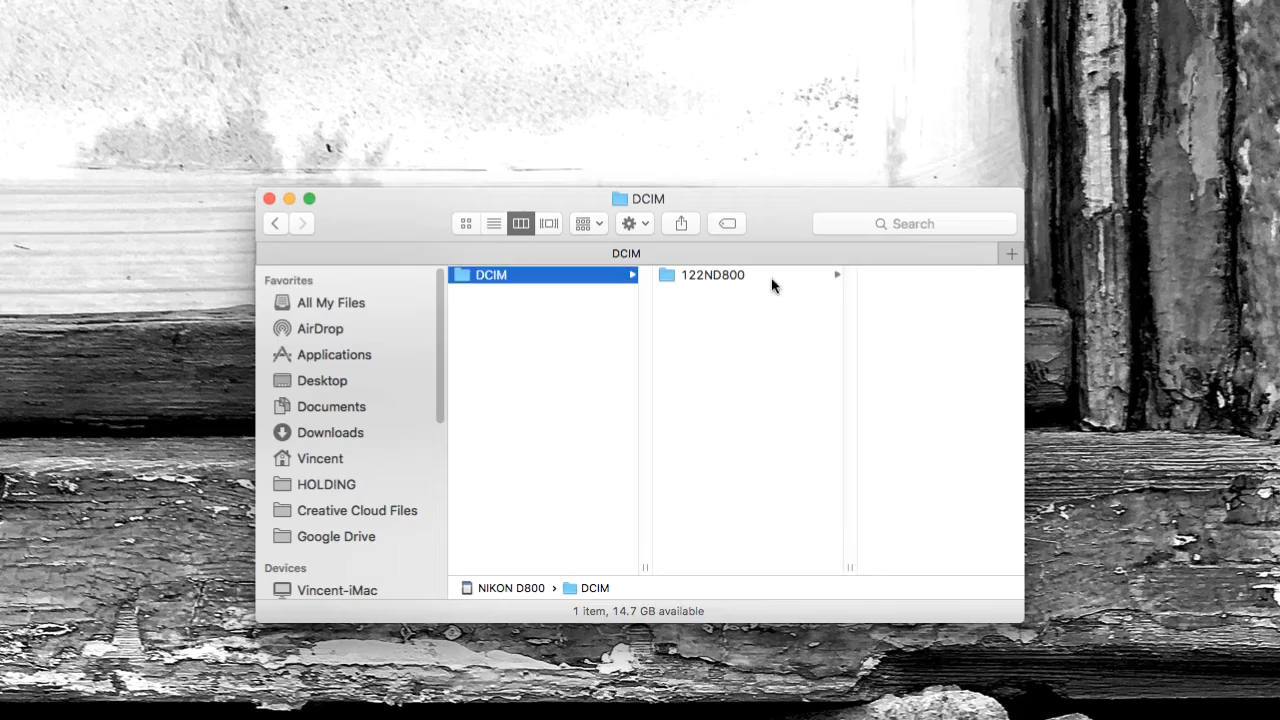 DCIM
Search
DCIM
Favorites
All My Files
AirDrop
Applications
Desktop
Documents
Downloads
Vincent
HOLDING
Creative Cloud Files
Google Drive
Devices
Vincent-iMac
DCIM
122ND800
NIKON D800 › DCIM
1 item, 14.7 GB available